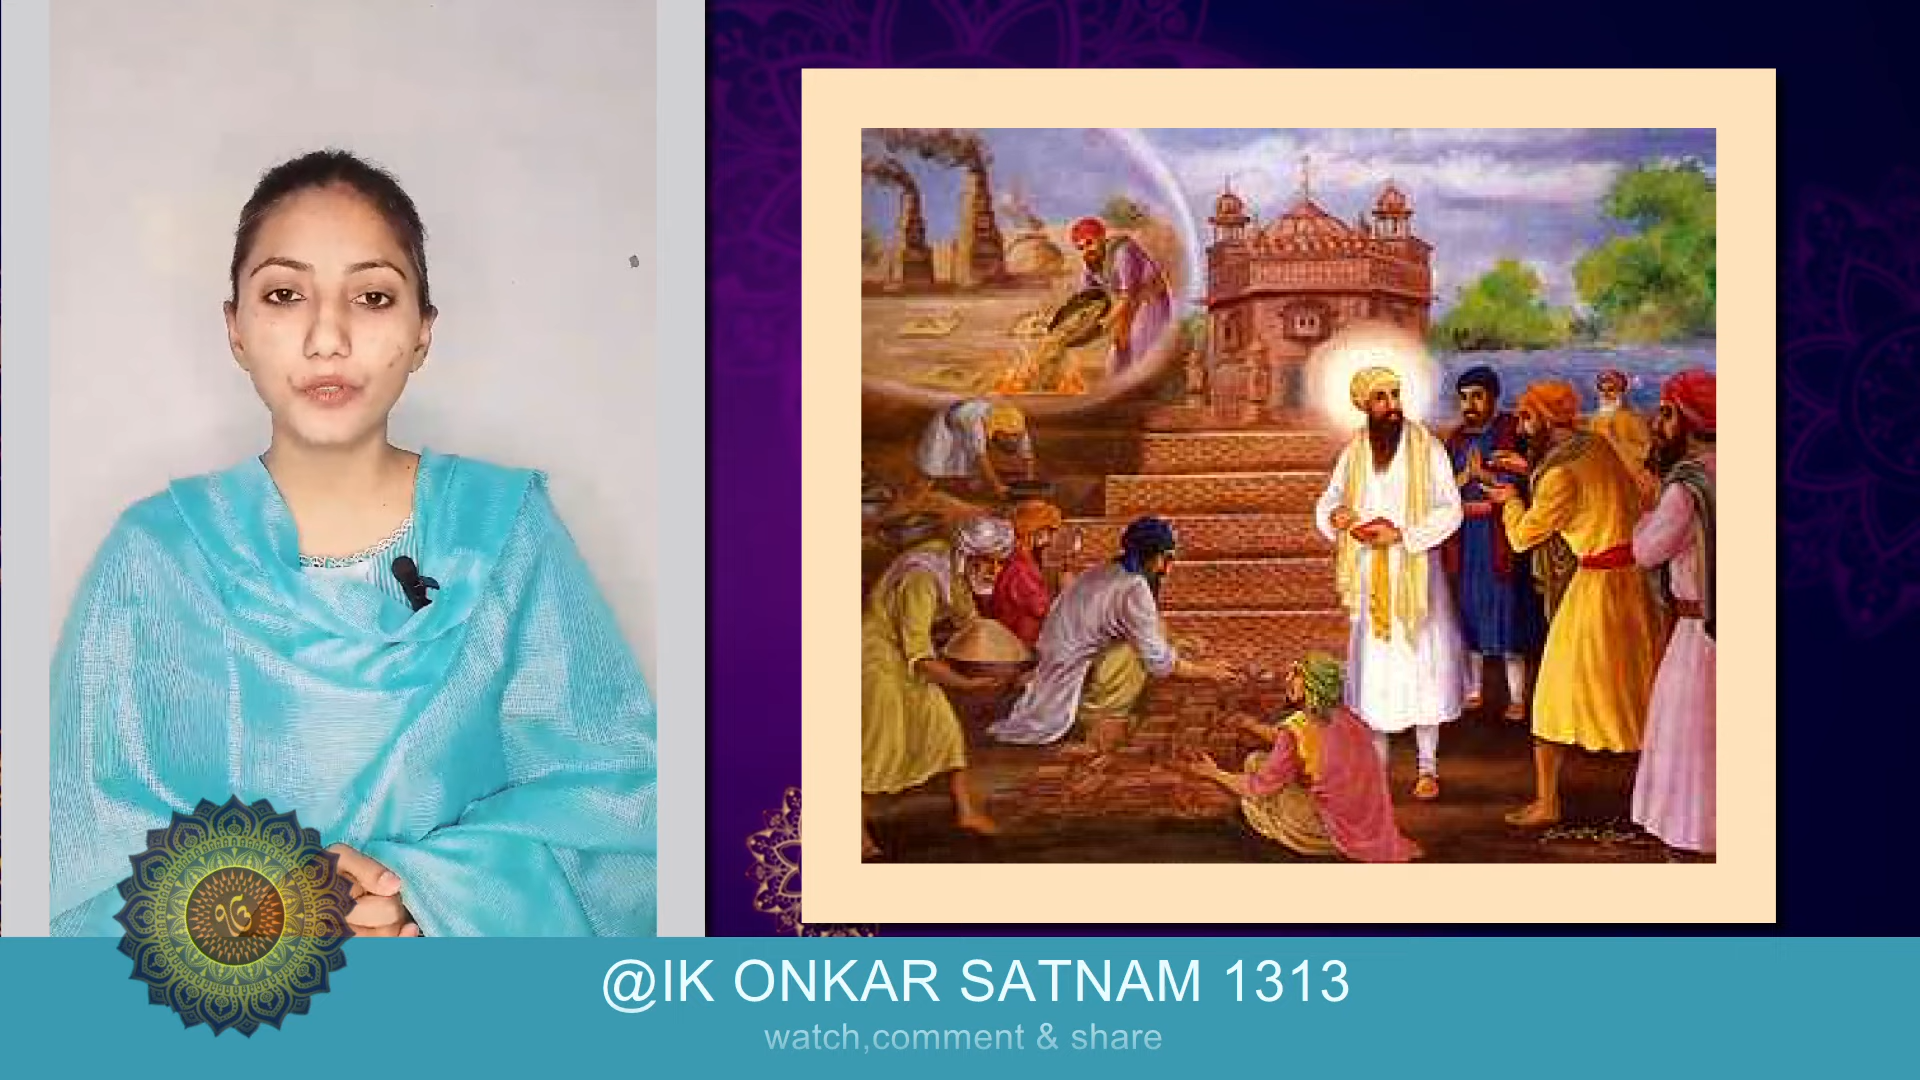 ੴ
@IK ONKAR SATNAM 1313
watch,comment & share